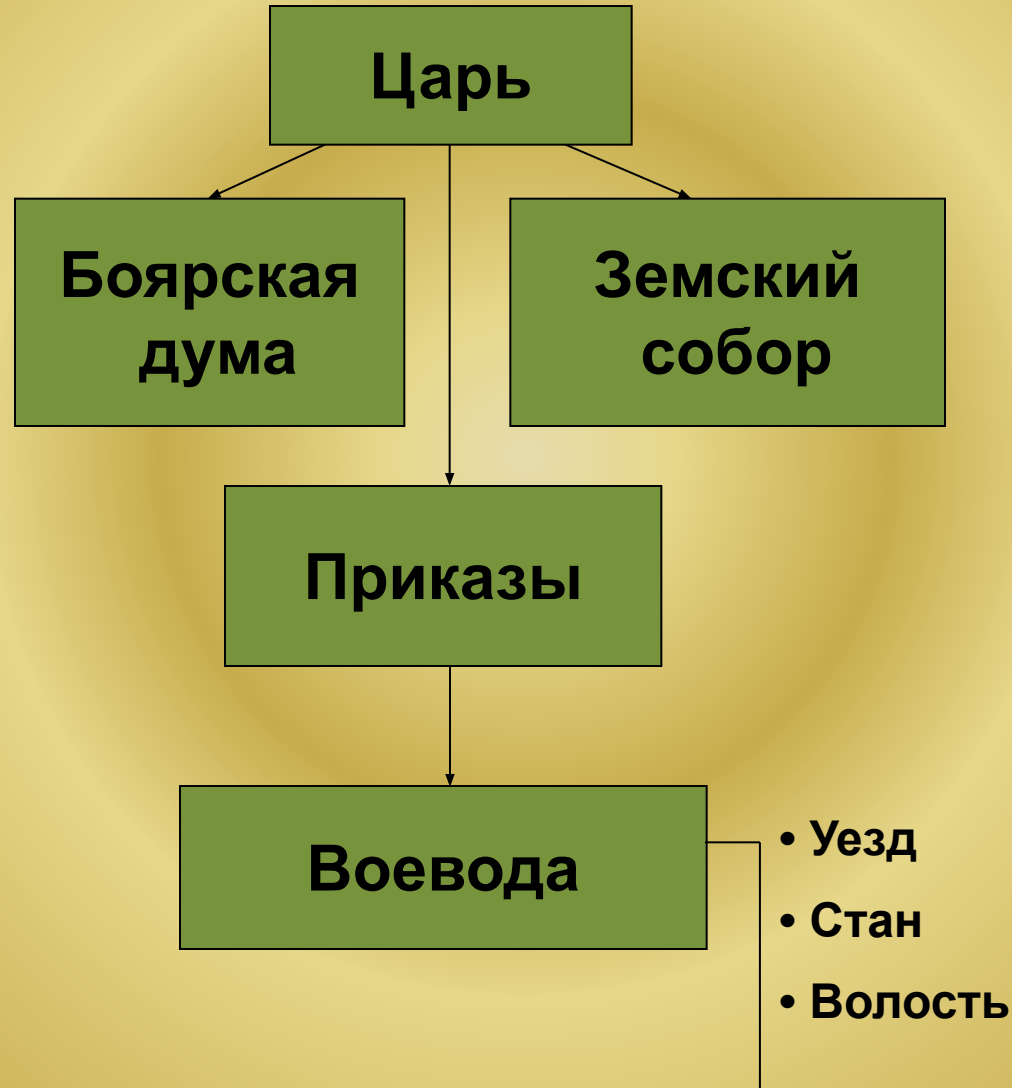 Царь
Боярская
дума
Земский
собор
Приказы
Воевода
• Уезд
• Стан
• Волость